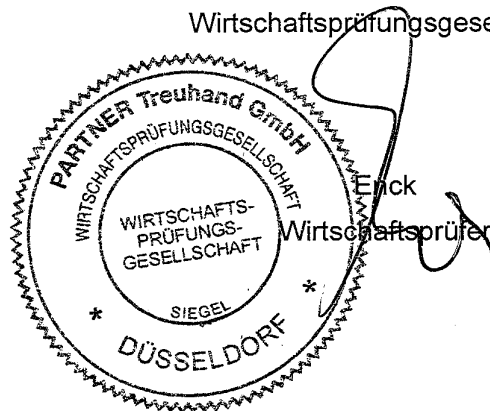 Wirtschaftsprüfungsgese
PARTNER Treuhand GmbH
WIRTSCHAFTSPRÜFUNGSGESELLSCHAFT
WIRTSCHAFTS-
PRÜFUNGS-
GESELLSCHAFT
SIEGEL
* DÜSSELDORF *
Enck
Wirtschaftsprüfer